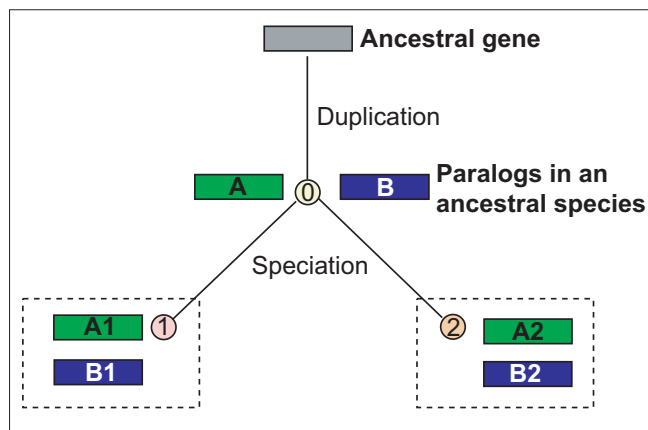 Ancestral gene
Duplication
A
0
B
Paralogs in an
ancestral species
Speciation
A1
1
2
A2
B1
B2